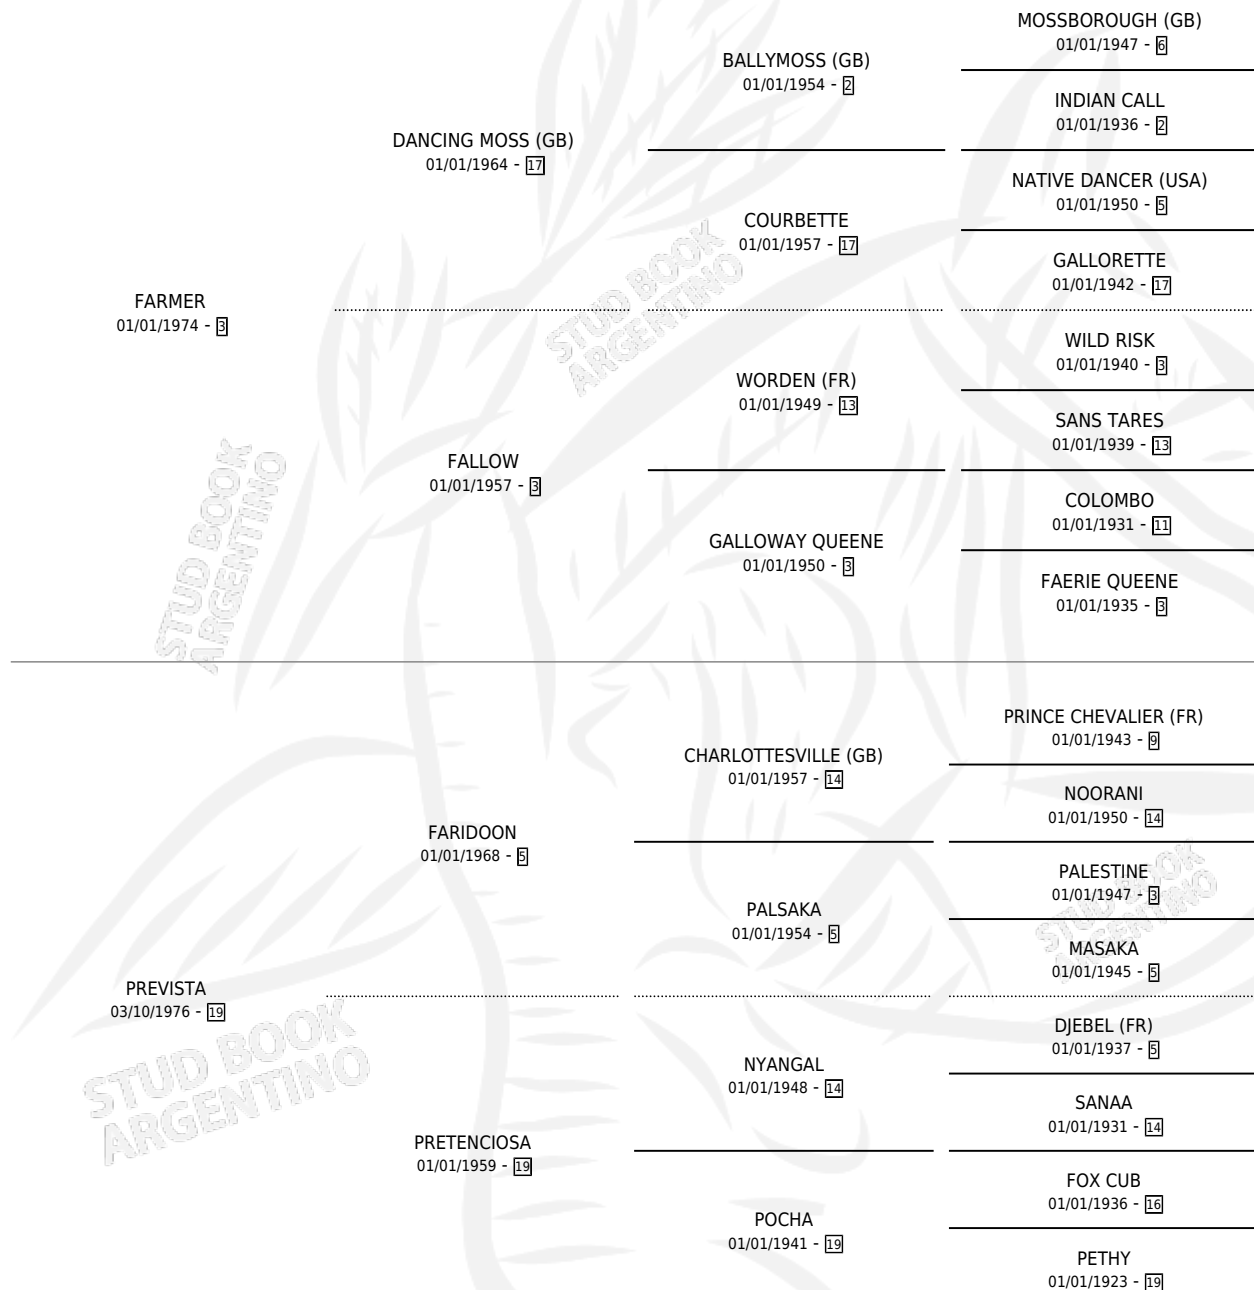 MOSSBOROUGH (GB)
01/01/1947 - 6
BALLYMOSS (GB)
01/01/1954 - 2
INDIAN CALL
01/01/1936 - 2
DANCING MOSS (GB)
01/01/1964 - 17
NATIVE DANCER (USA)
01/01/1950 - 5
COURBETTE
01/01/1957 - 17
GALLORETTE
01/01/1942 - 17
FARMER
01/01/1974 - 3
WILD RISK
01/01/1940 - 3
WORDEN (FR)
01/01/1949 - 13
SANS TARES
01/01/1939 - 13
FALLOW
01/01/1957 - 3
COLOMBO
01/01/1931 - 11
GALLOWAY QUEENE
01/01/1950 - 3
FAERIE QUEENE
01/01/1935 - 3
PRINCE CHEVALIER (FR)
01/01/1943 - 9
CHARLOTTESVILLE (GB)
01/01/1957 - 14
NOORANI
01/01/1950 - 14
FARIDOON
01/01/1968 - 5
PALESTINE
01/01/1947 - 3
PALSAKA
01/01/1954 - 5
MASAKA
01/01/1945 - 5
PREVISTA
03/10/1976 - 19
DJEBEL (FR)
01/01/1937 - 5
NYANGAL
01/01/1948 - 14
SANAA
01/01/1931 - 14
PRETENCIOSA
01/01/1959 - 19
FOX CUB
01/01/1936 - 16
POCHA
01/01/1941 - 19
PETHY
01/01/1923 - 19
STUD BOOK
ARGENTINO
STUD BOOK
ARGENTINO
STUD BOOK
ARGENTINO
STUD BOOK
ARGENTINO